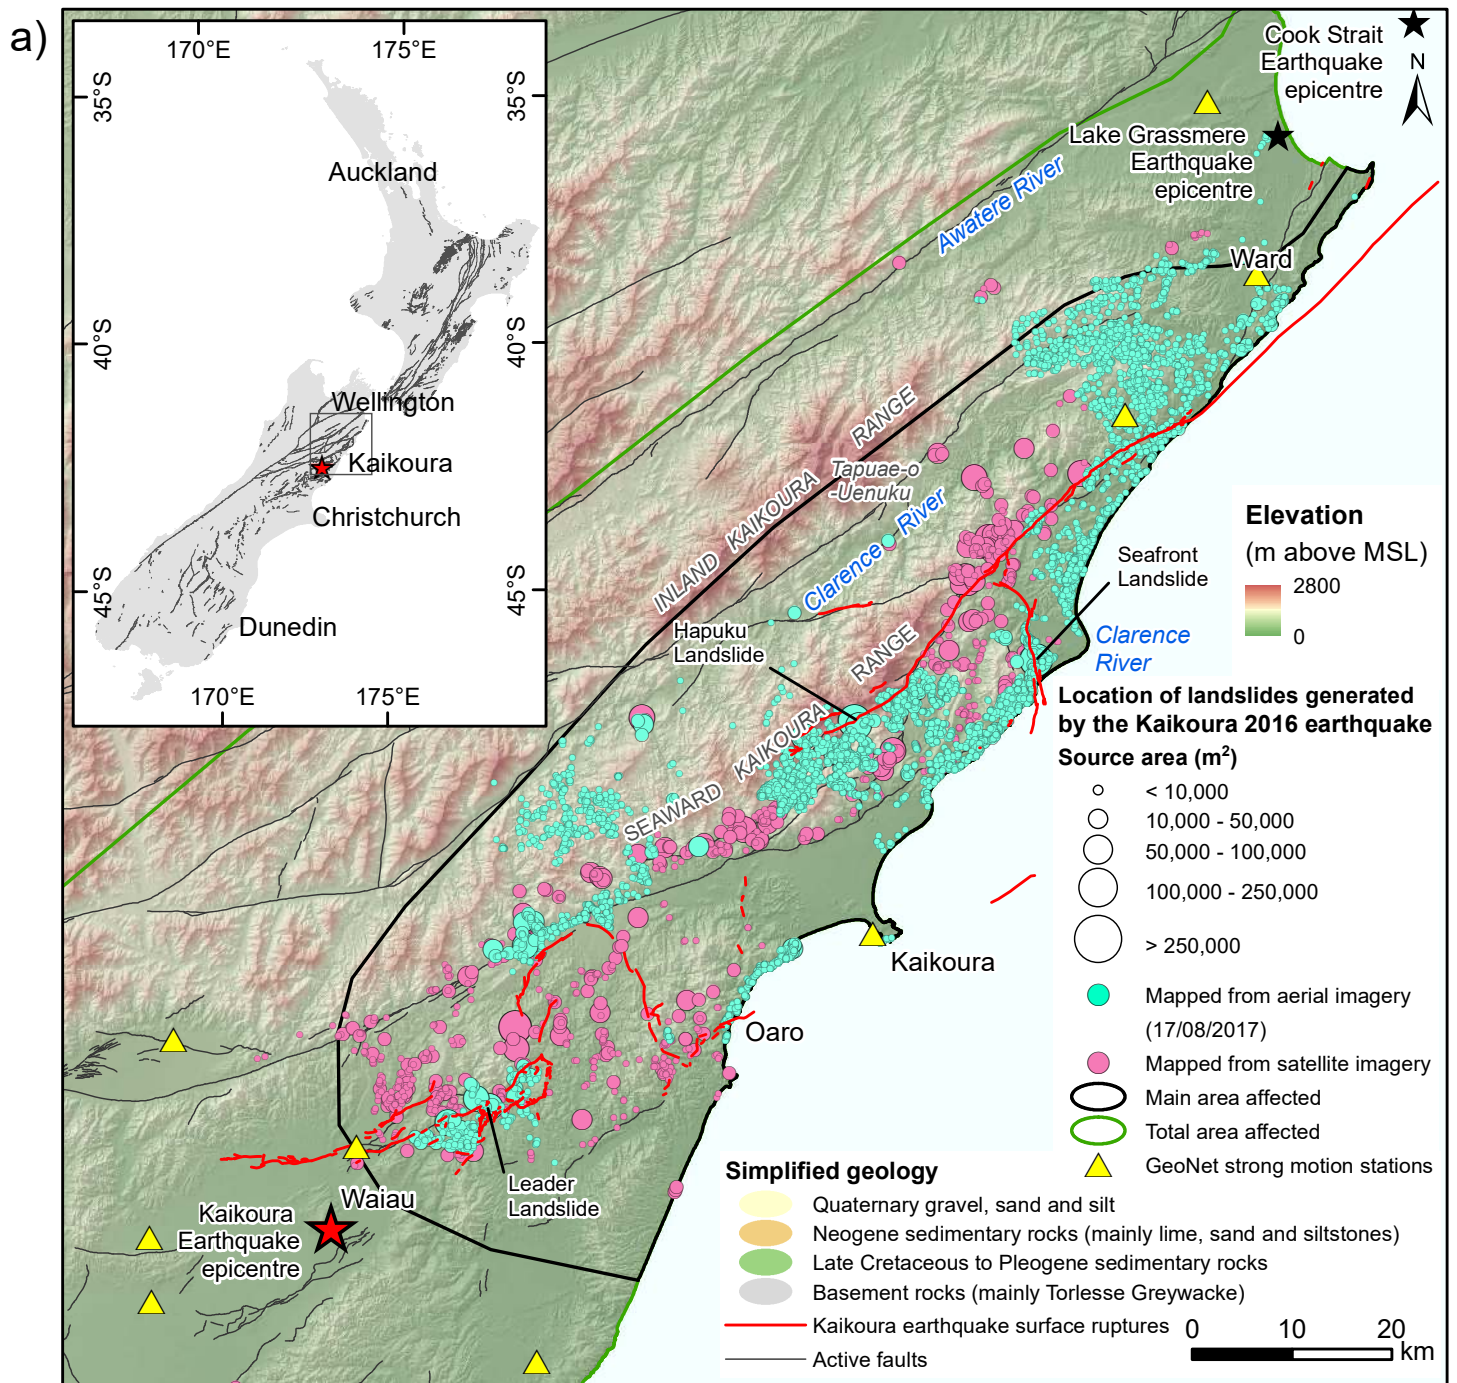 a)
170°E
175°E
35°S
35°S
Auckland
40°S
40°S
Wellington
Kaikoura
Christchurch
45°S
45°S
Dunedin
170°E
175°E
Cook Strait
Earthquake
epicentre
N
Lake Grassmere
Earthquake
epicentre
Awatere River
Ward
INLAND KAIKOURA RANGE
Tapuae-o
-Uenuku
Clarence River
Seafront
Landslide
Hapuku
Landslide
Clarence
River
SEAWARD KAIKOURA RANGE
Kaikoura
Oaro
Leader
Landslide
Waiau
Kaikoura
Earthquake
epicentre
Elevation
(m above MSL)
2800
0
Location of landslides generated
by the Kaikoura 2016 earthquake
Source area (m²)
< 10,000
10,000 - 50,000
50,000 - 100,000
100,000 - 250,000
> 250,000
Mapped from aerial imagery
(17/08/2017)
Mapped from satellite imagery
Main area affected
Total area affected
GeoNet strong motion stations
Simplified geology
Quaternary gravel, sand and silt
Neogene sedimentary rocks (mainly lime, sand and siltstones)
Late Cretaceous to Pleogene sedimentary rocks
Basement rocks (mainly Torlesse Greywacke)
Kaikoura earthquake surface ruptures
Active faults
0 10 20
km